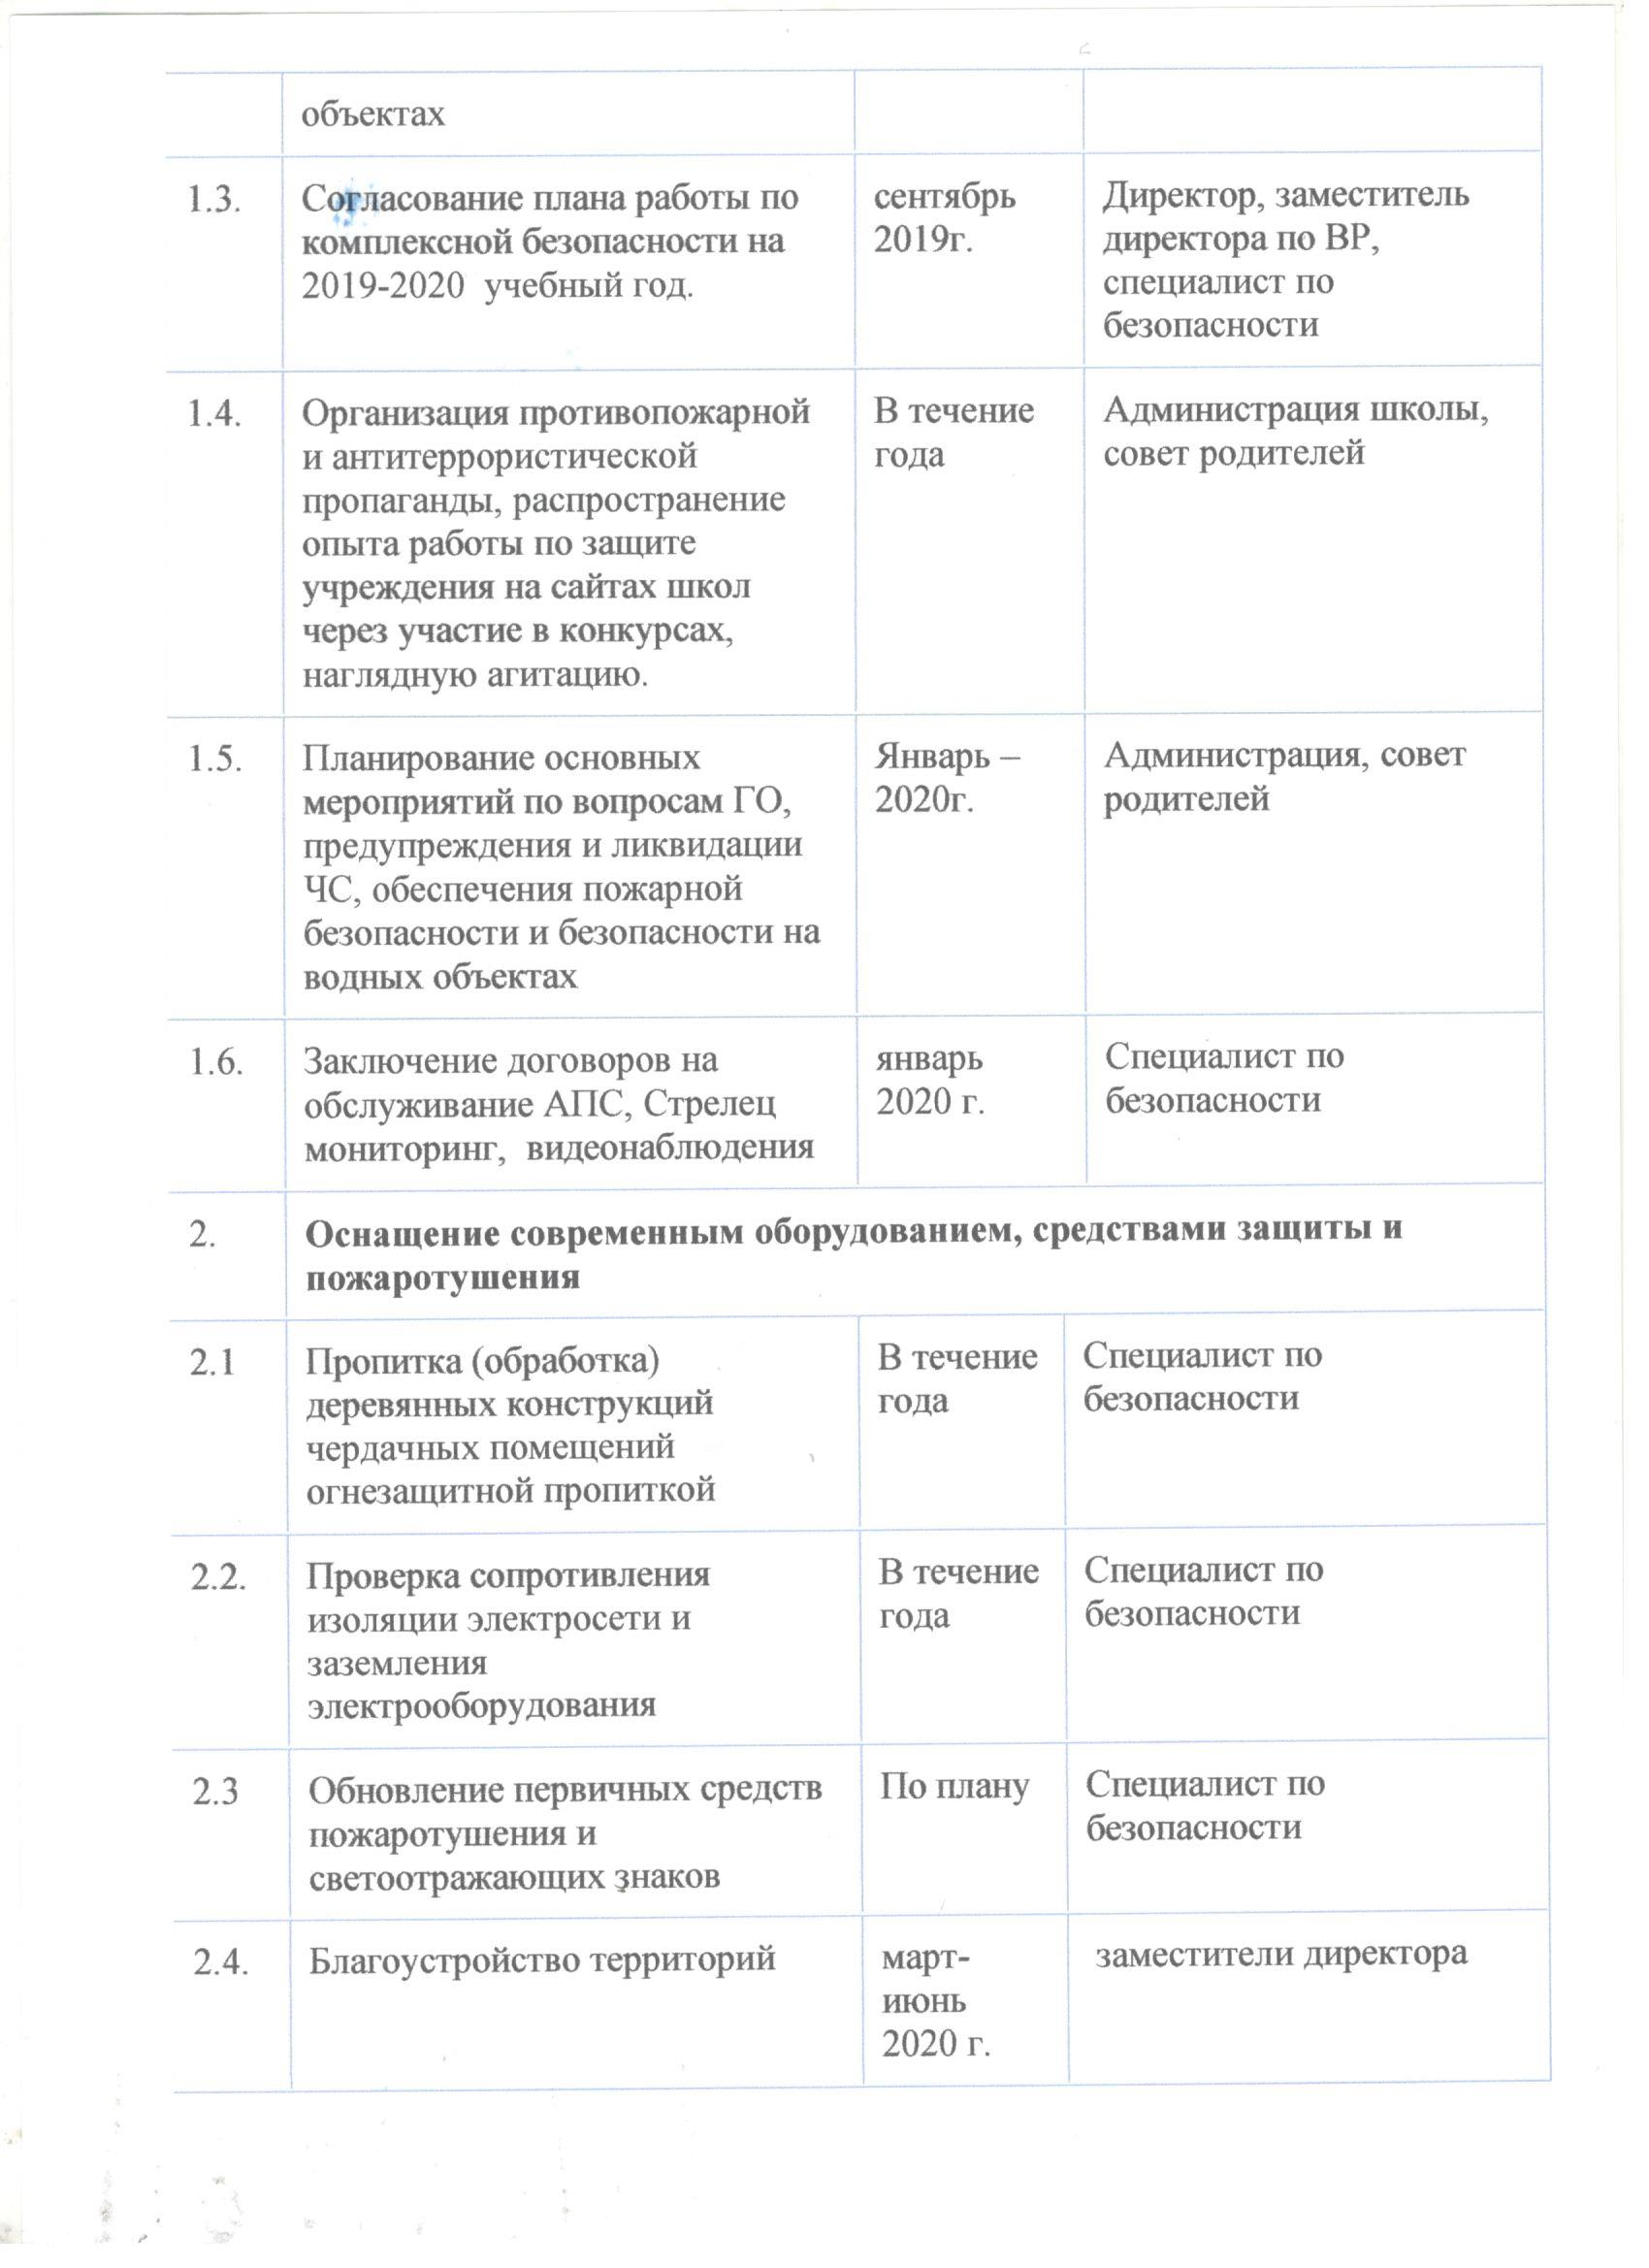 объектах
1.3.
Согласование плана работы по
комплексной безопасности на
2019-2020  учебный год.
сентябрь
2019г.
Директор, заместитель
директора по ВР,
специалист по
безопасности
1.4.
Организация противопожарной
и антитеррористической
пропаганды, распространение
опыта работы по защите
учреждения на сайтах школ
через участие в конкурсах,
наглядную агитацию.
В течение
года
Администрация школы,
совет родителей
1.5.
Планирование основных
мероприятий по вопросам ГО,
предупреждения и ликвидации
ЧС, обеспечения пожарной
безопасности и безопасности на
водных объектах
Январь –
2020г.
Администрация, совет
родителей
1.6.
Заключение договоров на
обслуживание АПС, Стрелец
мониторинг,  видеонаблюдения
январь
2020 г.
Специалист по
безопасности
2.
Оснащение современным оборудованием, средствами защиты и
пожаротушения
2.1
Пропитка (обработка)
деревянных конструкций
чердачных помещений
огнезащитной пропиткой
В течение
года
Специалист по
безопасности
2.2.
Проверка сопротивления
изоляции электросети и
заземления
электрооборудования
В течение
года
Специалист по
безопасности
2.3
Обновление первичных средств
пожаротушения и
светоотражающих знаков
По плану
Специалист по
безопасности
2.4.
Благоустройство территорий
март-
июнь
2020 г.
заместители директора